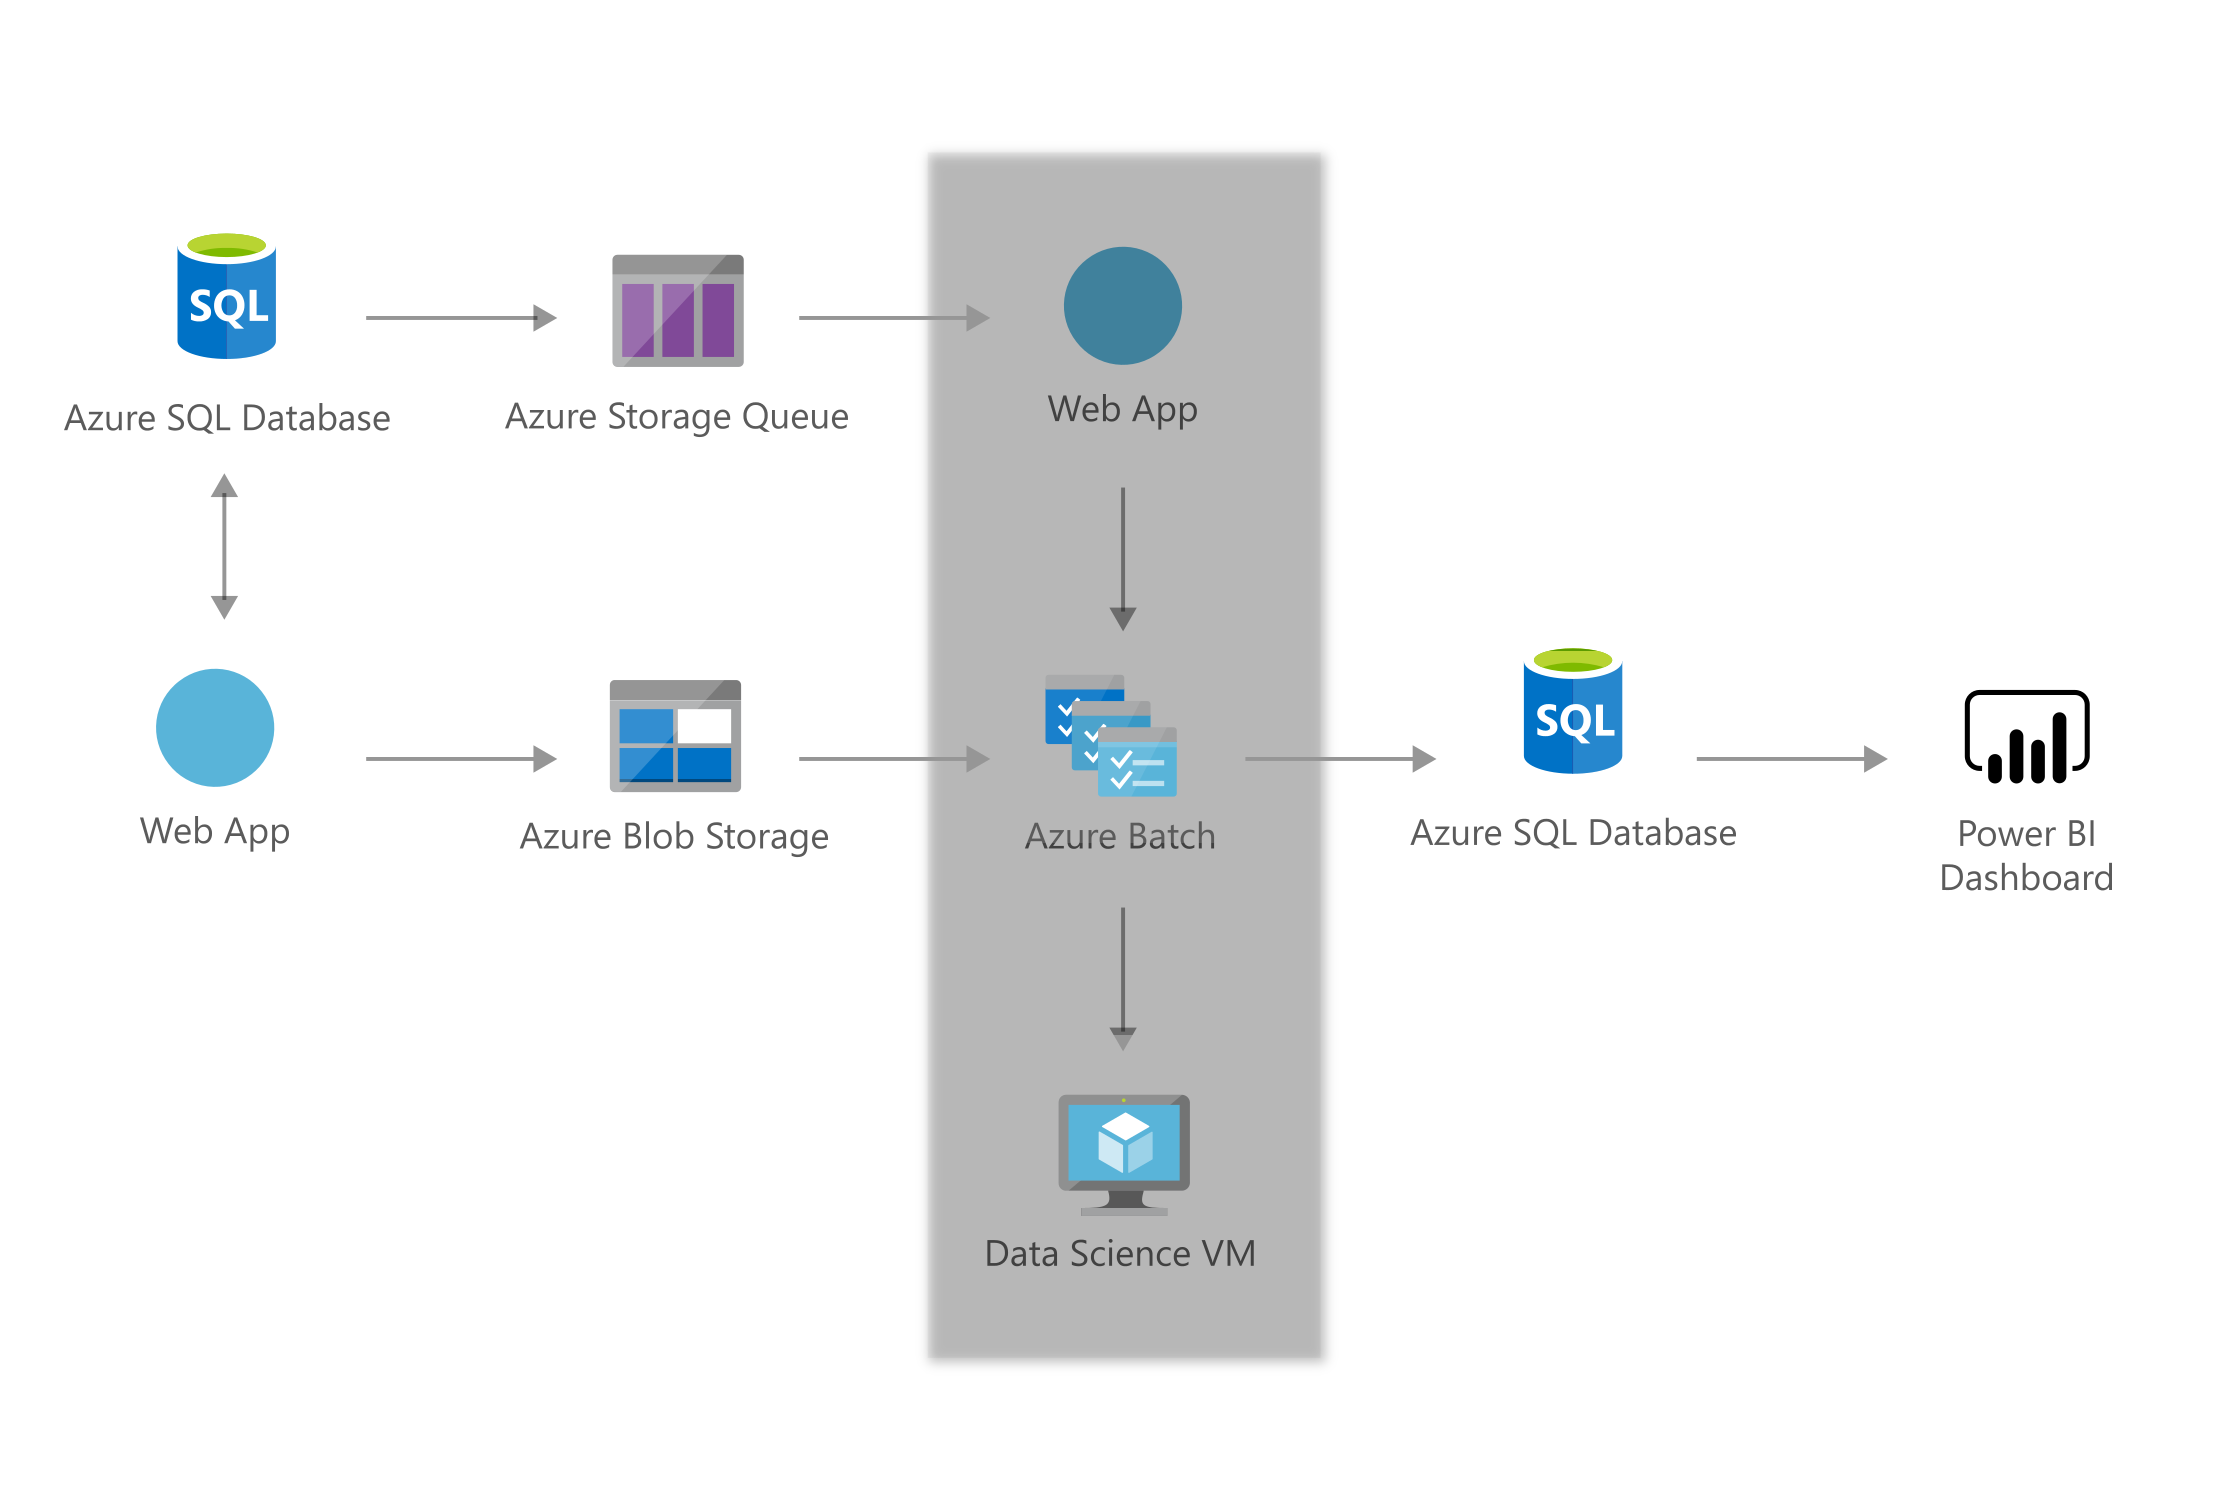 SQL
Azure SQL Database
Azure Storage Queue
Web App
Web App
Azure Blob Storage
Azure Batch
SQL
Azure SQL Database
Power BI
Dashboard
Data Science VM